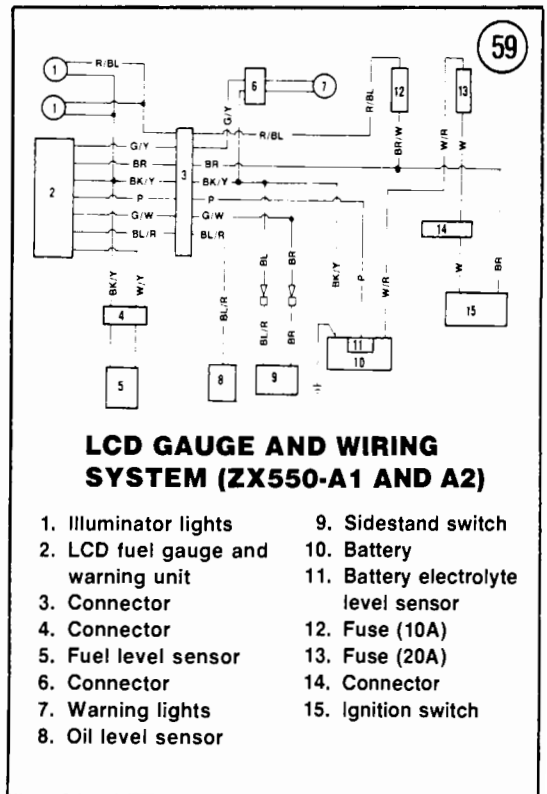 59
1
R/BL
1
6
7
12
13
G/Y
R/BL
R/BL
BR/W
W/R
W
2
3
G/Y
BR
BR
BK/Y
BK/Y
P
P
G/W
G/W
BL/R
BL/R
14
BK/Y
W/Y
BL/R
BL
BR
BK/Y
P
W/R
W
BR
BL/R
BR
4
5
8
9
11
10
15
LCD GAUGE AND WIRING
SYSTEM (ZX550-A1 AND A2)
1. Illuminator lights
2. LCD fuel gauge and
warning unit
3. Connector
4. Connector
5. Fuel level sensor
6. Connector
7. Warning lights
8. Oil level sensor
9. Sidestand switch
10. Battery
11. Battery electrolyte
level sensor
12. Fuse (10A)
13. Fuse (20A)
14. Connector
15. Ignition switch